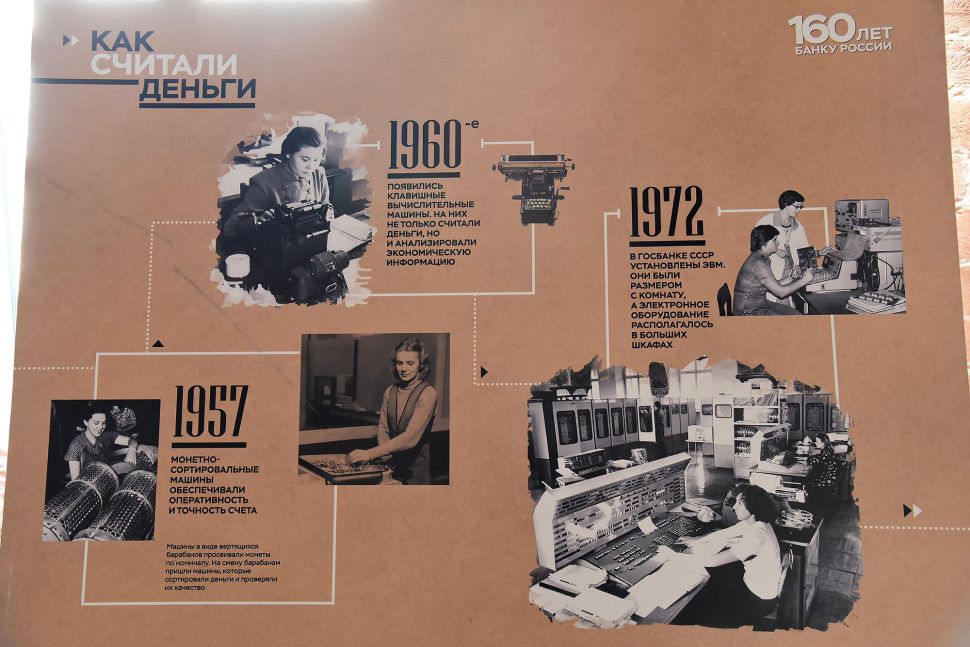 КАК
СЧИТАЛИ
ДЕНЬГИ
160 ЛЕТ
БАНКУ РОССИИ
1960-е
ПОЯВИЛИСЬ
КЛАВИШНЫЕ
ВЫЧИСЛИТЕЛЬНЫЕ
МАШИНЫ. НА НИХ
НЕ ТОЛЬКО СЧИТАЛИ
ДЕНЬГИ, НО
И АНАЛИЗИРОВАЛИ
ЭКОНОМИЧЕСКУЮ
ИНФОРМАЦИЮ
1972
В ГОСБАНКЕ СССР
УСТАНОВЛЕНЫ ЭВМ.
ОНИ БЫЛИ
РАЗМЕРОМ
С КОМНАТУ,
А ЭЛЕКТРОННОЕ
ОБОРУДОВАНИЕ
РАСПОЛАГАЛОСЬ
В БОЛЬШИХ
ШКАФАХ
1957
МОНЕТНО-
СОРТИРОВАЛЬНЫЕ
МАШИНЫ
ОБЕСПЕЧИВАЛИ
ОПЕРАТИВНОСТЬ
И ТОЧНОСТЬ СЧЕТА
Машины в виде вертящихся
барабанов просеивали монеты
по номиналу. На смену барабанам
пришли машины, которые
сортировали деньги и проверяли
их качество